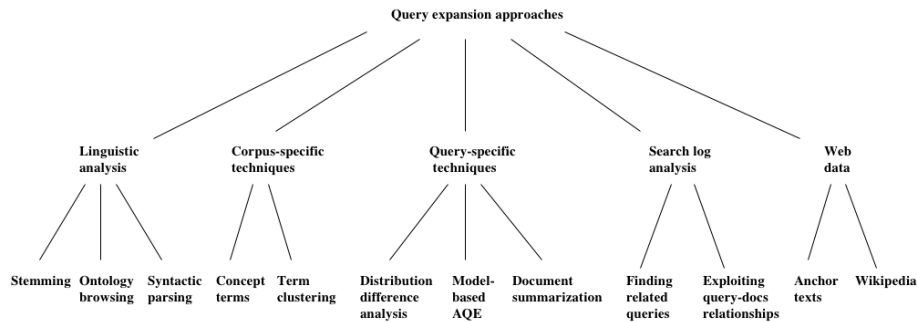 Query expansion approaches
Linguistic
analysis
Corpus-specific
techniques
Query-specific
techniques
Search log
analysis
Web
data
Stemming
Ontology
browsing
Syntactic
parsing
Concept
terms
Term
clustering
Distribution
difference
analysis
Model-
based
AQE
Document
summarization
Finding
related
queries
Exploiting
query-docs
relationships
Anchor
texts
Wikipedia